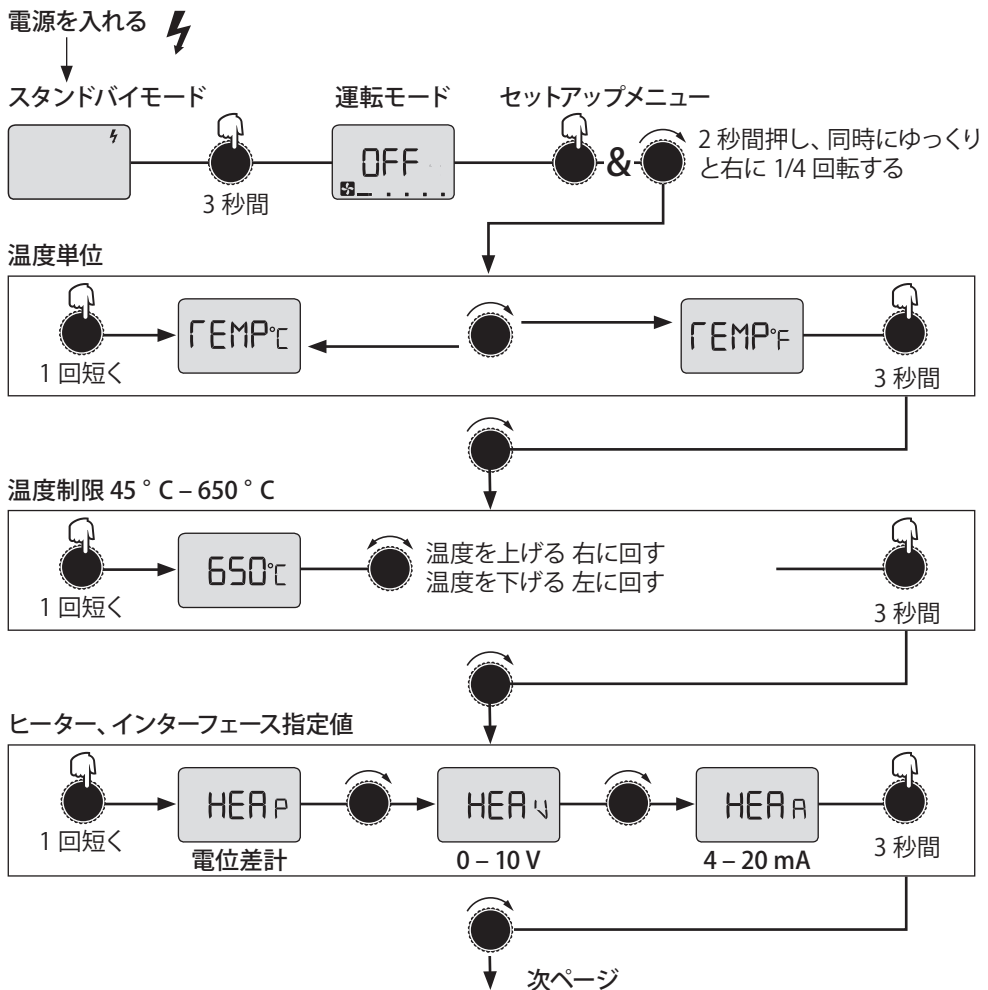 電源を入れる
スタンドバイモード
運転モード
セットアップメニュー
OFF
&
2 秒間押し、同時にゆっくり
と右に 1/4 回転する
3 秒間
温度単位
TEMP°C
TEMP°F
1 回短く
3 秒間
温度制限 45 ° C – 650 ° C
650°C
温度を上げる 右に回す
温度を下げる 左に回す
1 回短く
3 秒間
ヒーター、インターフェース指定値
HEA P
HEA V
HEA A
1 回短く
電位差計
0 – 10 V
4 – 20 mA
3 秒間
次ページ